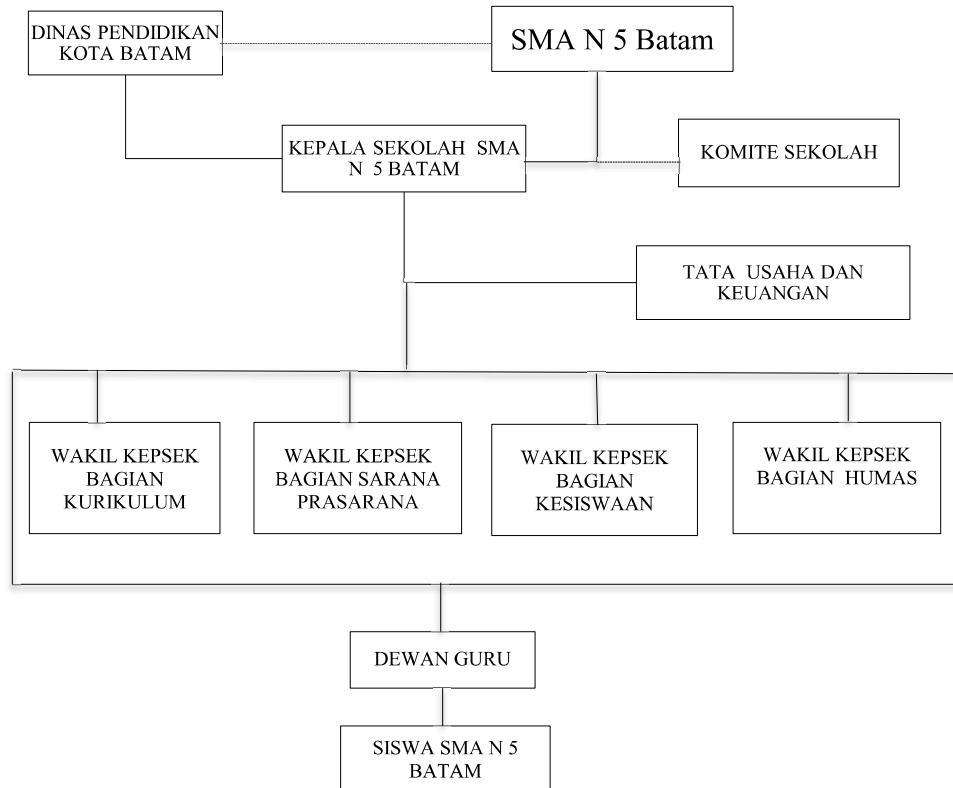 DINAS PENDIDIKAN
KOTA BATAM
SMA N 5 Batam
KEPALA SEKOLAH SMA
N 5 BATAM
KOMITE SEKOLAH
TATA USAHA DAN
KEUANGAN
WAKIL KEPSEK
BAGIAN
KURIKULUM
WAKIL KEPSEK
BAGIAN SARANA
PRASARANA
WAKIL KEPSEK
BAGIAN
KESISWAAN
WAKIL KEPSEK
BAGIAN HUMAS
DEWAN GURU
SISWA SMA N 5
BATAM